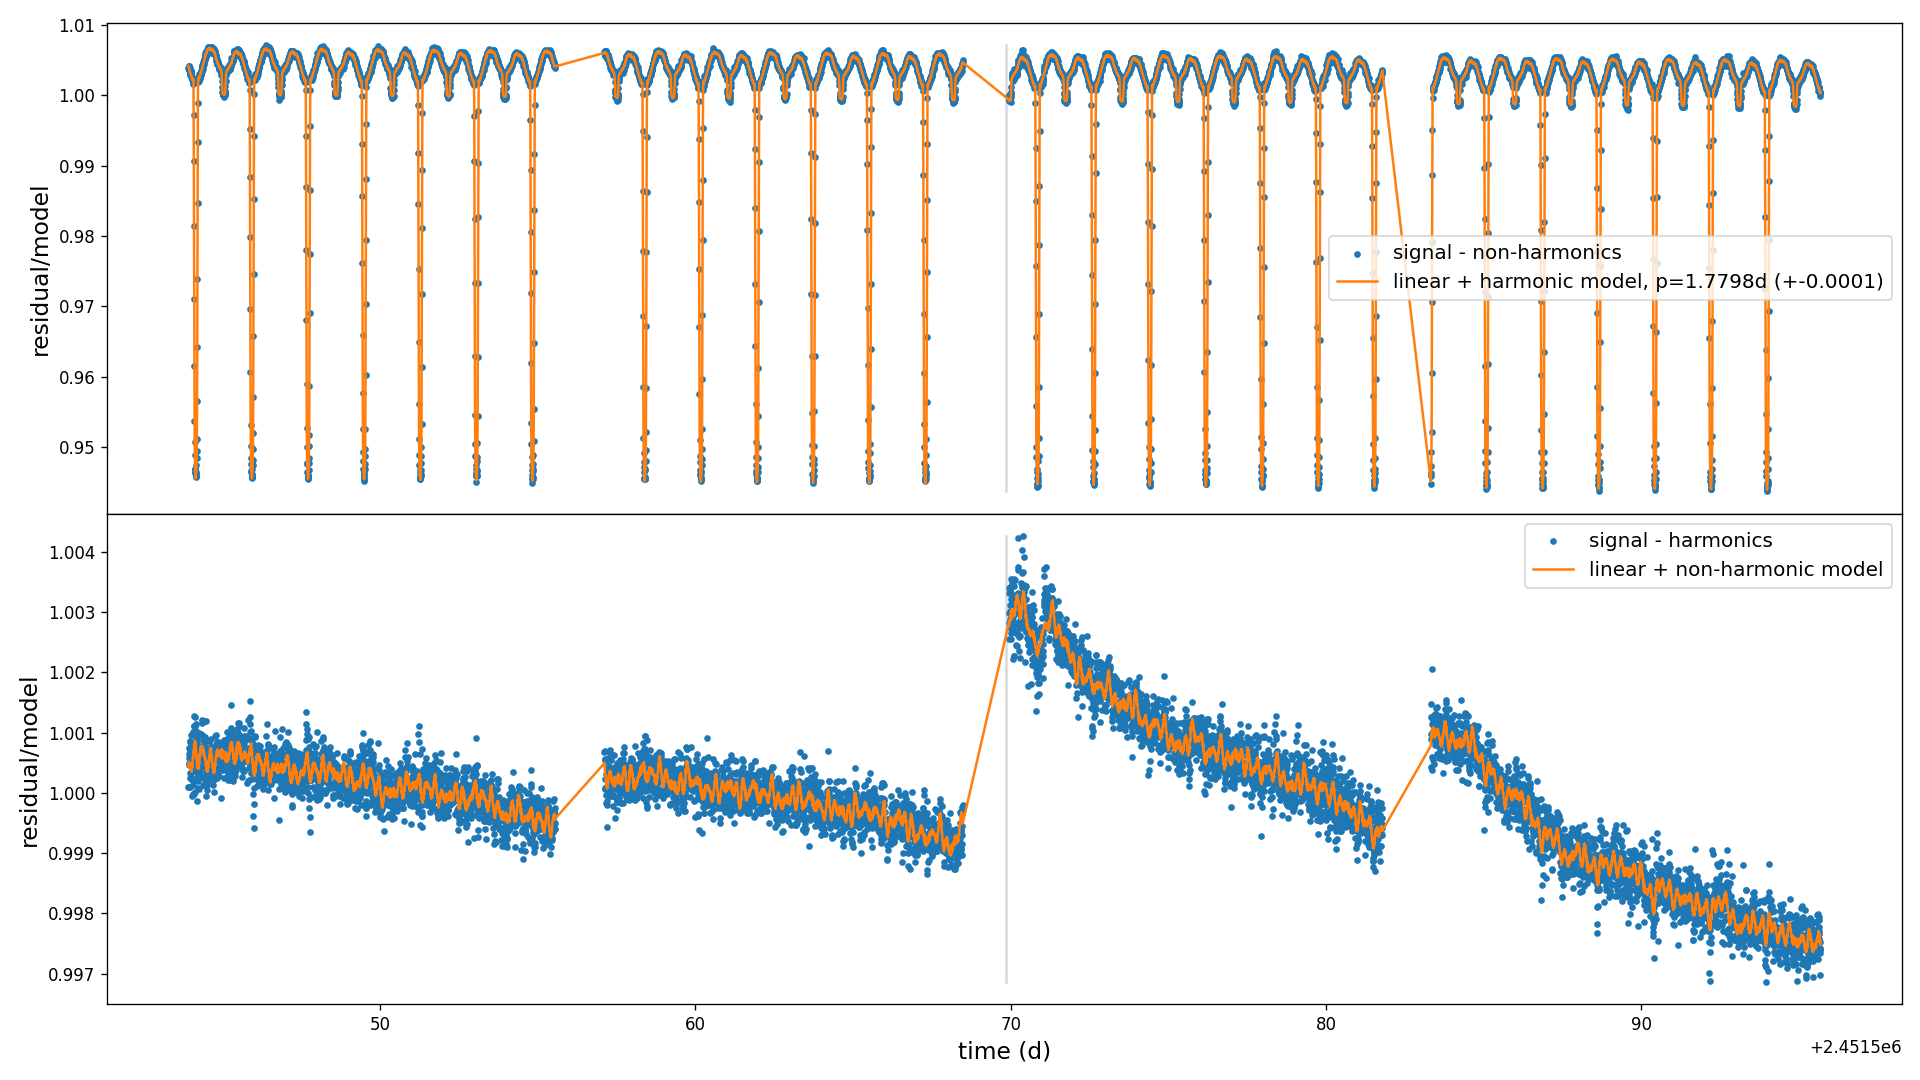 1.01
1.00
0.99
0.98
0.97
0.96
0.95
residual/model
signal - non-harmonics
linear + harmonic model, p=1.7798d (+-0.0001)
1.004
1.003
1.002
1.001
1.000
0.999
0.998
0.997
residual/model
signal - harmonics
linear + non-harmonic model
50
60
70
80
90
time (d)
+2.4515e6